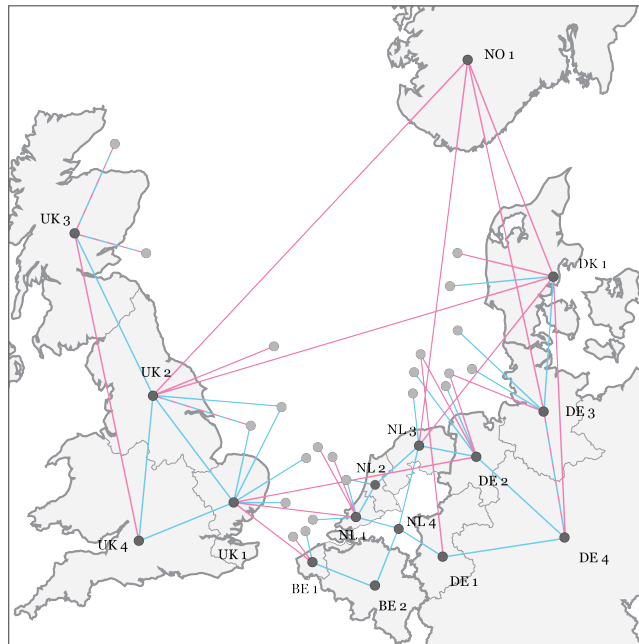 NO 1
UK 3
DK 1
UK 2
DE 3
NL 3
DE 2
NL 2
NL 1
NL 4
UK 4
UK 1
DE 4
DE 1
BE 1
BE 2